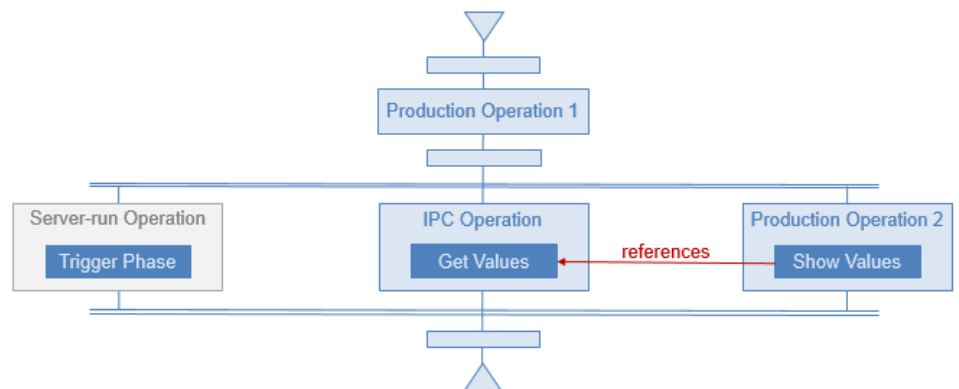 Production Operation 1
Server-run Operation
Trigger Phase
IPC Operation
Get Values
references
Production Operation 2
Show Values